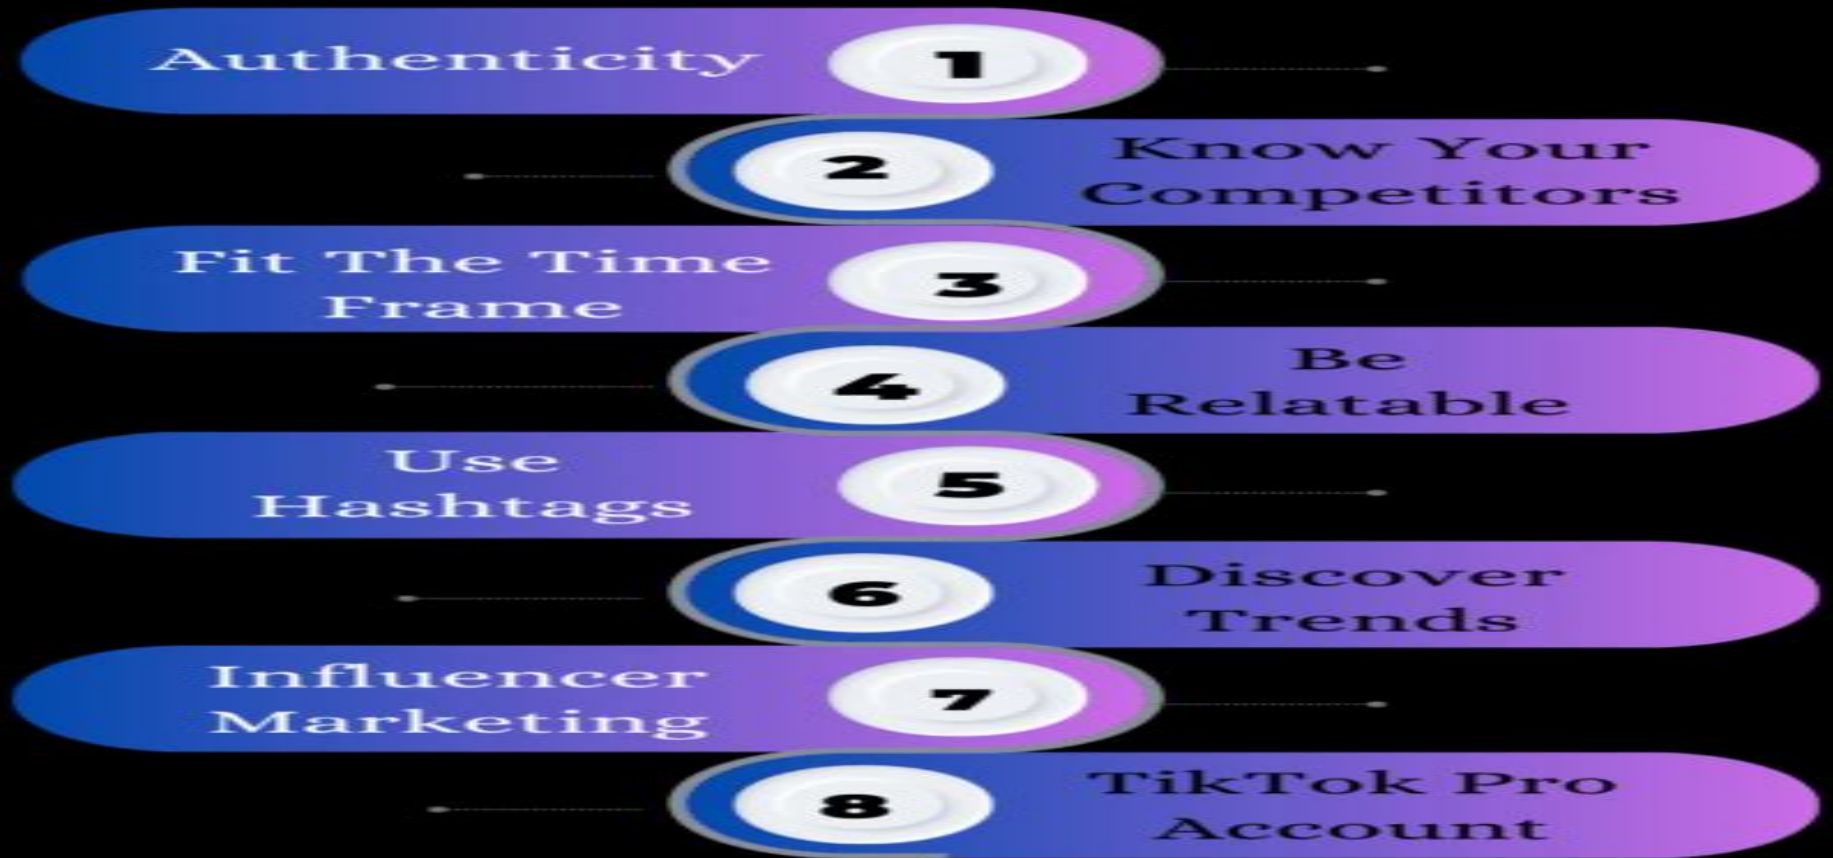 Authenticity
1
2
Know Your
Competitors
Fit The Time
Frame
3
4
Be
Relatable
Use
Hashtags
5
6
Discover
Trends
Influencer
Marketing
7
8
TikTok Pro
Account